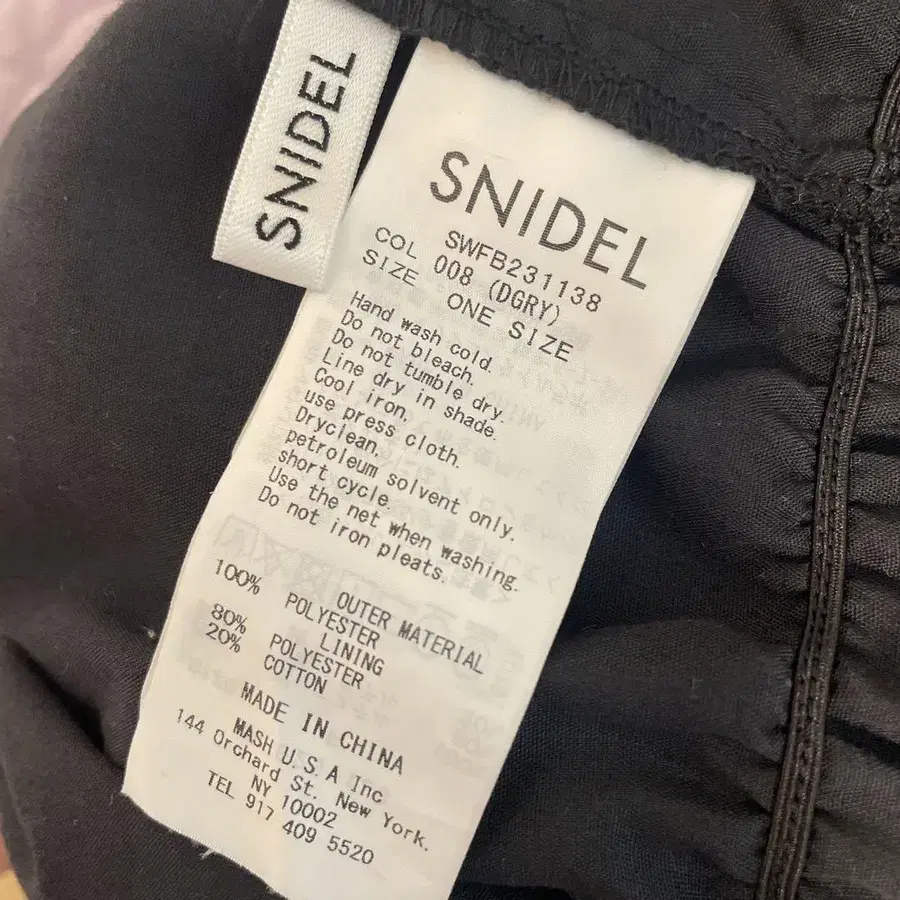 SNIDEL
SNIDEL
SWFB231138
COL 008 (DGRY)
SIZE ONE SIZE
Hand wash cold.
Do not bleach.
Do not tumble dry.
Line dry in shade.
Cool iron.
use press cloth.
Dryclean,
petroleum solvent only.
short cycle
Use the net when washing.
Do not iron pleats.
OUTER MATERIAL
100% POLYESTER
LINING
80% POLYESTER
20% COTTON
MADE IN CHINA
MASH U.S.A Inc
144 Orchard St. New York.
NY 10002
TEL 917 409 5520